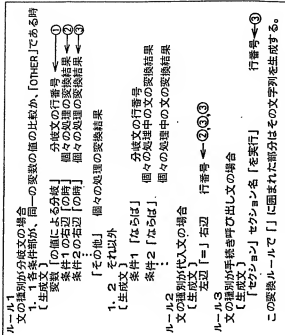 ルール1
文の種別が分岐文の場合
1.1各条件部が、同一の変数の値の比較か、「OTHER」である時
[生成文]
変数「の値による分岐」 分岐文の行番号 ←①
条件1の右辺「の時」 個々の処理の変換結果 ←②
条件2の右辺「の時」 個々の処理の変換結果 ←③
⋮
「その他」 個々の処理の変換結果
1.2 それ以外
[生成文]
分岐文の行番号
条件1「ならば」 個々の処理中の文の変換結果
条件2「ならば」 個々の処理中の文の変換結果
⋮
ルール2
文の種別が代入文の場合
[生成文]
左辺「=」右辺 行番号 ←②,③,③
ルール3
文の種別が手続き呼び出し文の場合
[生成文]
「セクション」セクション名「を実行」 行番号 ←③
この変換ルールで「」に囲まれた部分はその文字列を生成する。